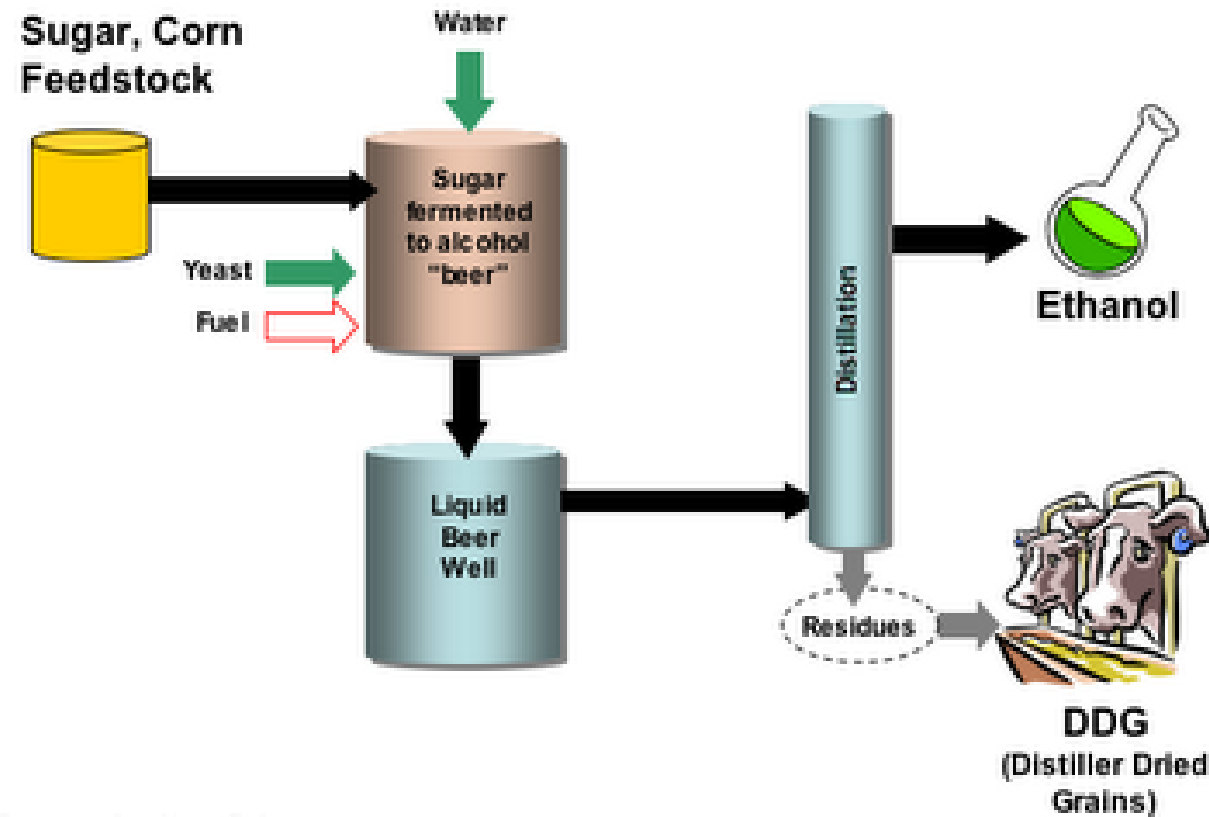 Sugar, Corn
Feedstock
Water
Sugar
fermented
to alcohol
"beer"
Yeast
Fuel
Liquid
Beer
Well
Distillation
Ethanol
Residues
DDG
(Distiller Dried
Grains)